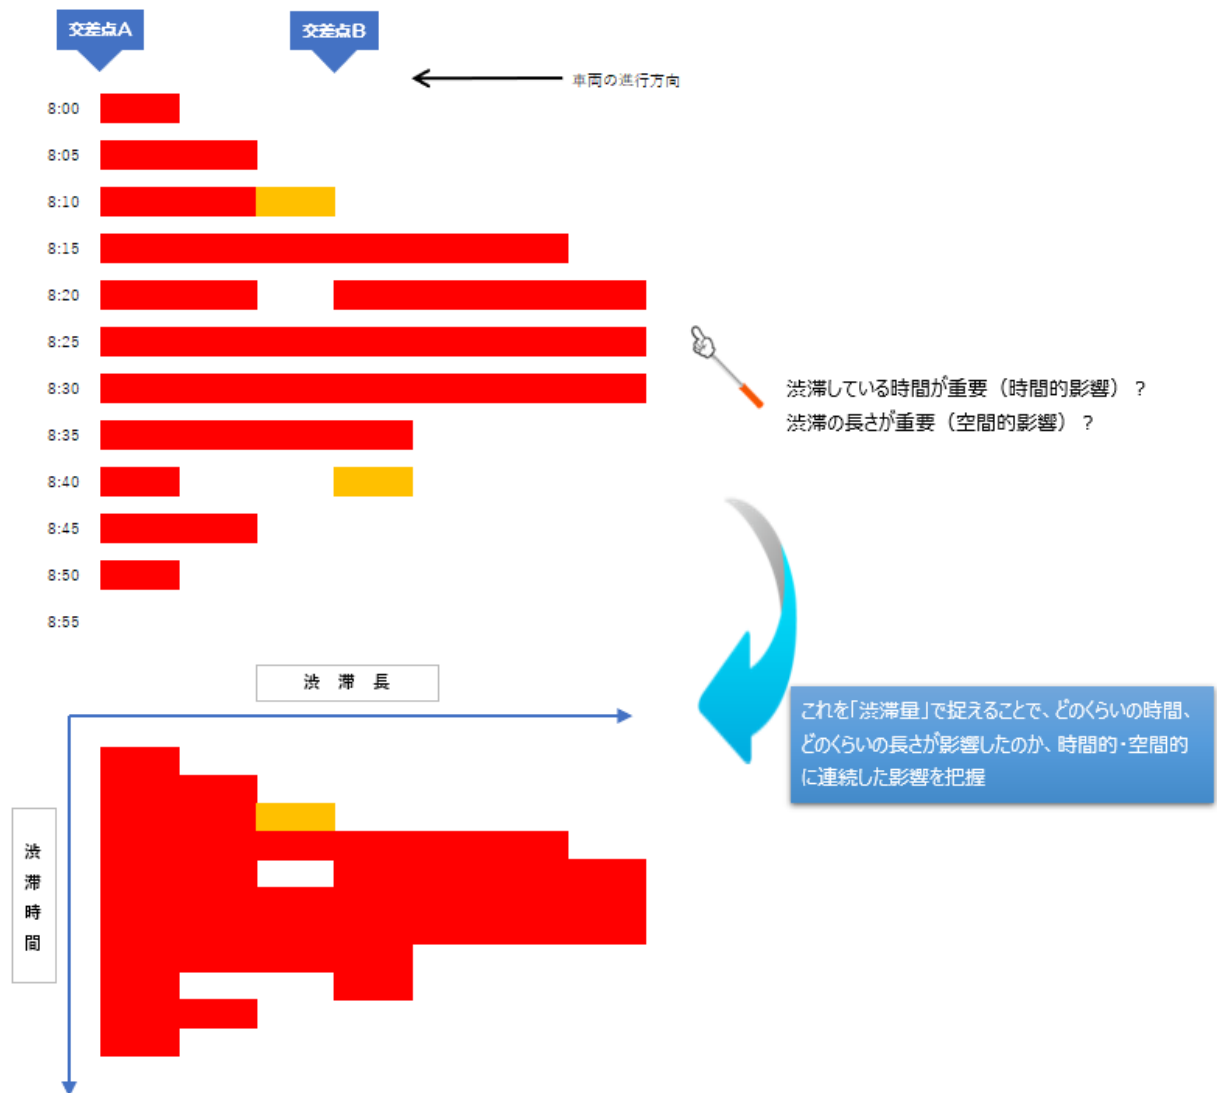 交差点A
交差点B
車両の進行方向
8:00
8:05
8:10
8:15
8:20
8:25
8:30
8:35
8:40
8:45
8:50
8:55
渋滞している時間が重要（時間的影響）？
渋滞の長さが重要（空間的影響）？
渋 滞 長
これを「渋滞量」で捉えることで、どのくらいの時間、
どのくらいの長さが影響したのか、時間的・空間的
に連続した影響を把握
渋
滞
時
間